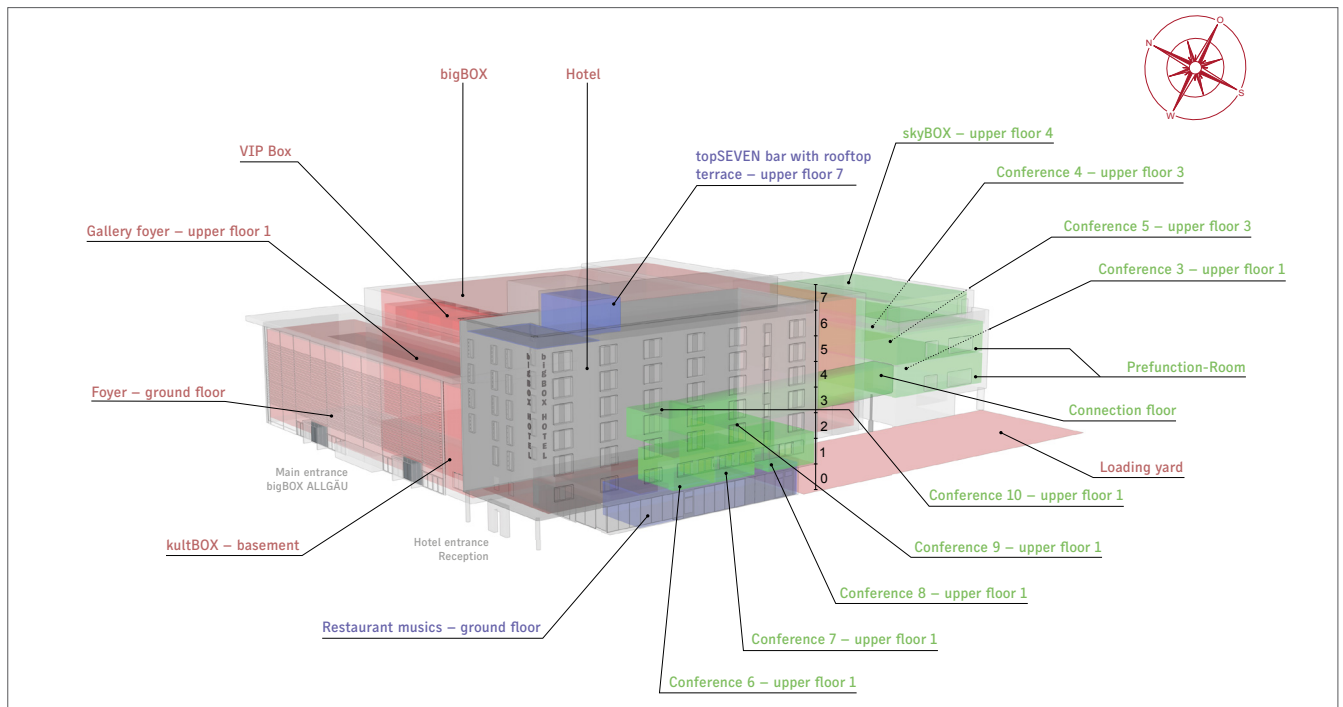 O
N
S
W
bigBOX
Hotel
skyBOX – upper floor 4
VIP Box
topSEVEN bar with rooftop
terrace – upper floor 7
Conference 4 – upper floor 3
Gallery foyer – upper floor 1
Conference 5 – upper floor 3
Conference 3 – upper floor 1
7
6
5
4
3
2
1
0
BIGBOX HOTEL
BIGBOX HOTEL
Prefunction-Room
Foyer – ground floor
Connection floor
Main entrance
bigBOX ALLGÄU
Loading yard
Conference 10 – upper floor 1
kultBOX – basement
Hotel entrance
Reception
Conference 9 – upper floor 1
Conference 8 – upper floor 1
Restaurant musics – ground floor
Conference 7 – upper floor 1
Conference 6 – upper floor 1